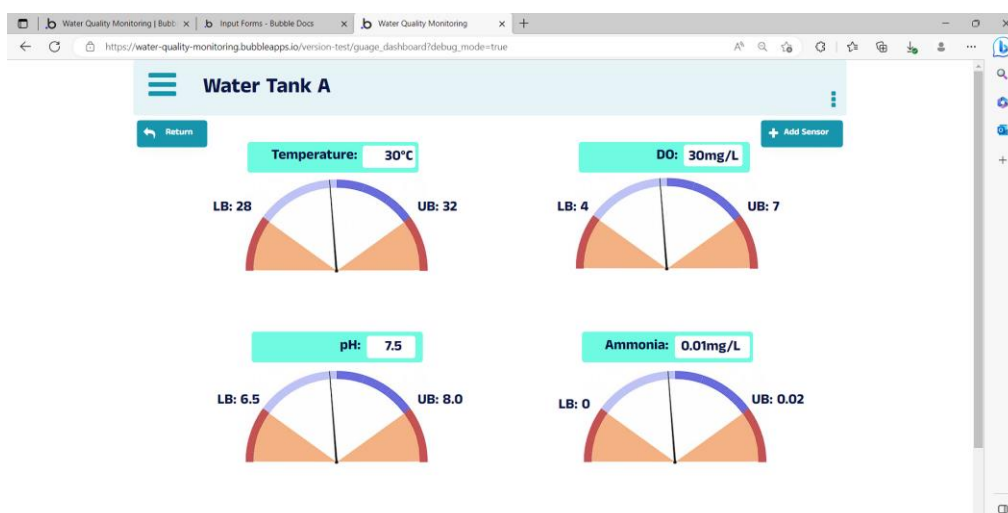 Water Quality Monitoring | Bubbl
Input Forms - Bubble Docs
Water Quality Monitoring
https://water-quality-monitoring.bubbleapps.io/version-test/guage_dashboard?debug_mode=true
Water Tank A
Return
Add Sensor
Temperature: 30°C
LB: 28
UB: 32
DO: 30mg/L
LB: 4
UB: 7
pH: 7.5
LB: 6.5
UB: 8.0
Ammonia: 0.01mg/L
LB: 0
UB: 0.02